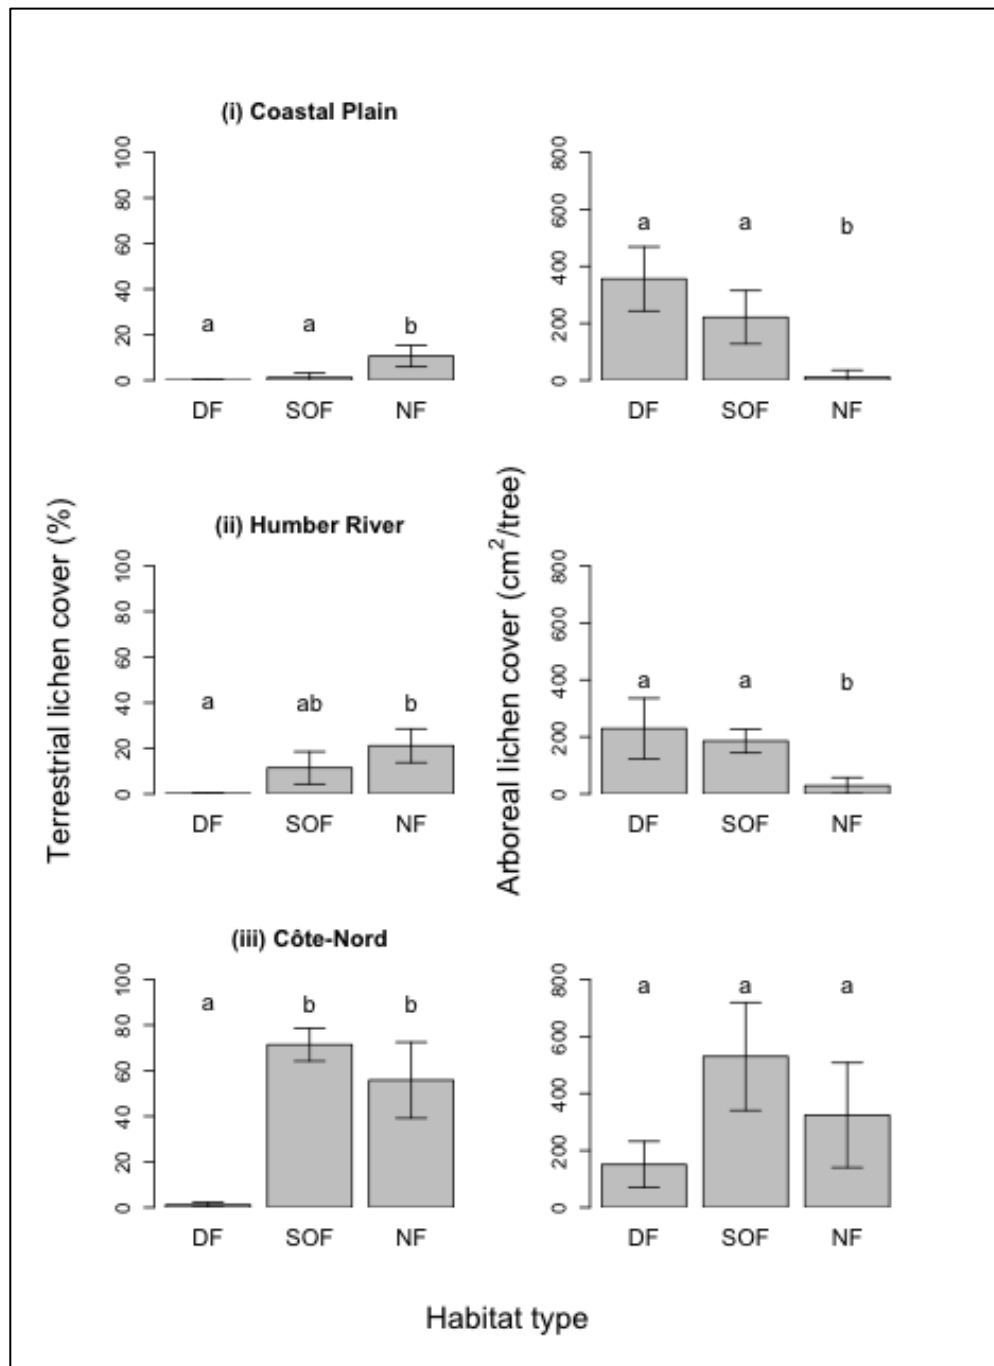 (i) Coastal Plain
100
80
60
40
20
0
a a b
DF SOF NF
800
600
400
200
0
a a b
DF SOF NF
Terrestrial lichen cover (%)
Arboreal lichen cover (cm²/tree)
(ii) Humber River
100
80
60
40
20
0
a ab b
DF SOF NF
800
600
400
200
0
a a b
DF SOF NF
(iii) Côte-Nord
100
80
60
40
20
0
a b b
DF SOF NF
800
600
400
200
0
a a a
DF SOF NF
Habitat type